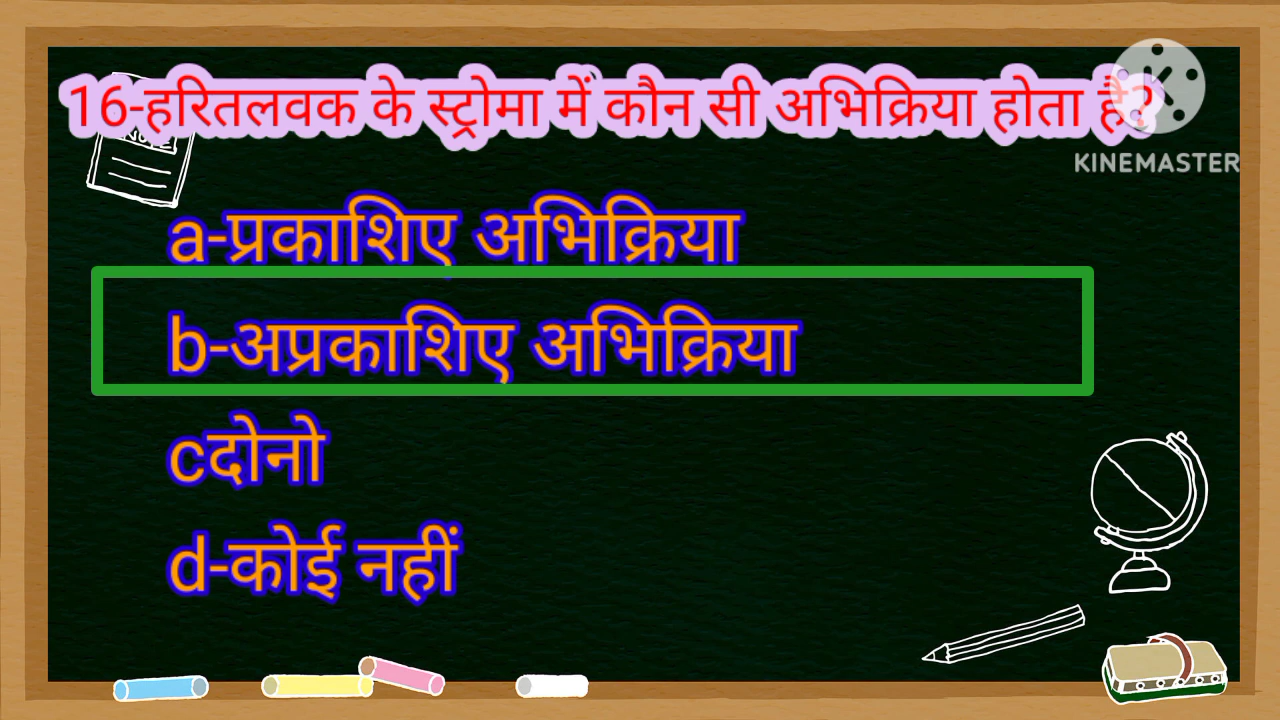 16-हरितलवक के स्ट्रोमा में कौन सी अभिक्रिया होता है?
KINEMASTER
a-प्रकाशिए अभिक्रिया
b-अप्रकाशिए अभिक्रिया
cदोनो
d-कोई नहीं